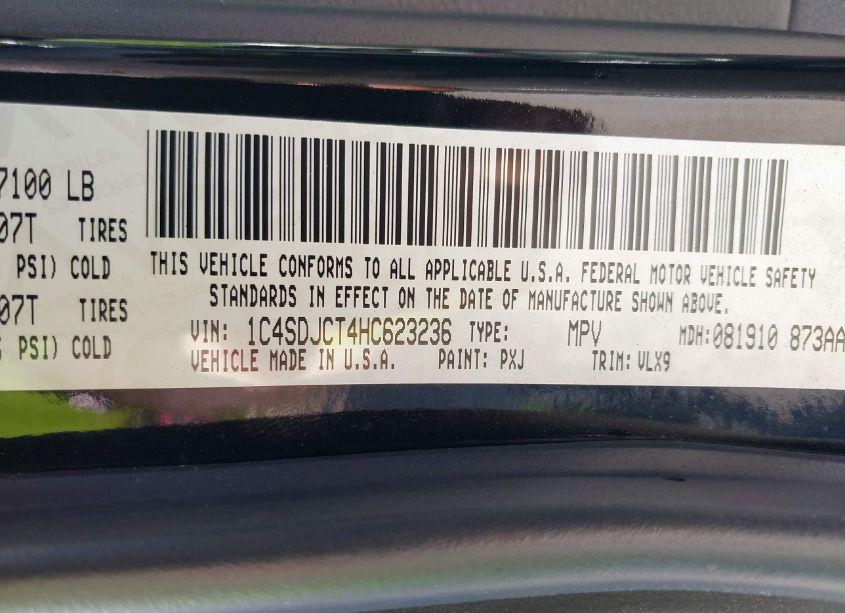 7100 LB
07T TIRES
PSI) COLD
07T
PSI) COLD
THIS VEHICLE CONFORMS TO ALL APPLICABLE U.S.A. FEDERAL MOTOR VEHICLE SAFETY
STANDARDS IN EFFECT ON THE DATE OF MANUFACTURE SHOWN ABOVE.
VIN: 1C4SDJCT4HC623236 TYPE: MPV MDH:081910 873AA
VEHICLE MADE IN U.S.A. PAINT: PXJ TRIM: VLX9